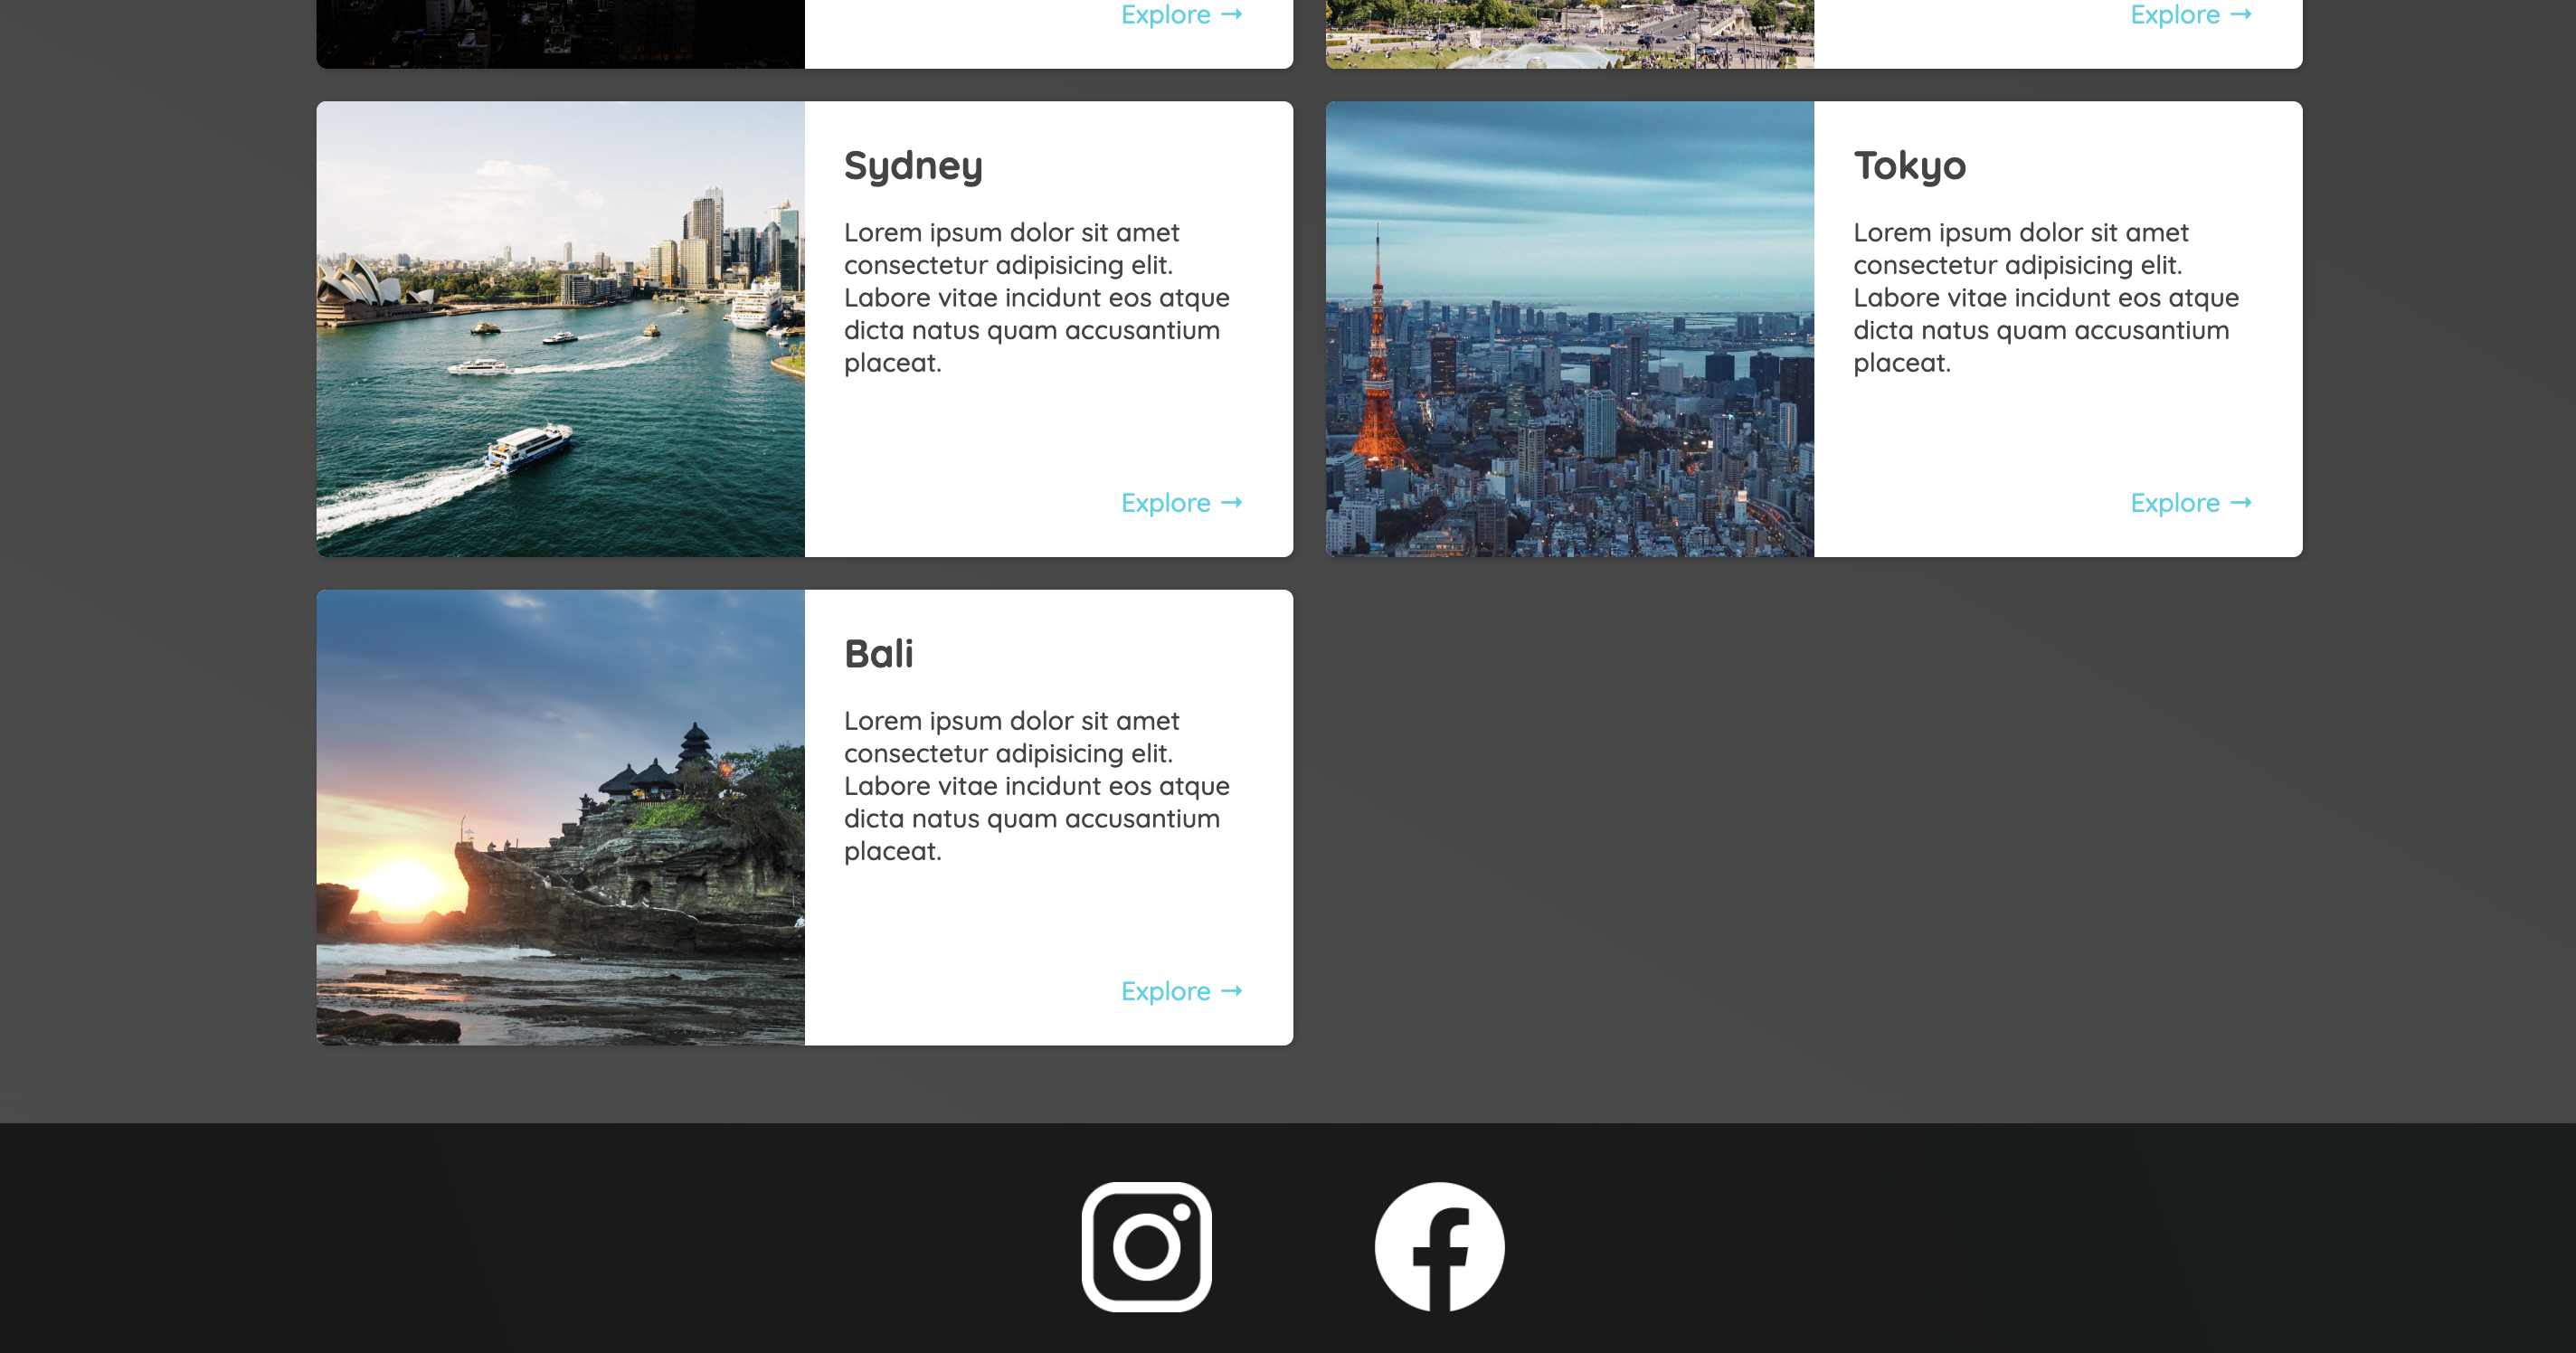 Explore →
Explore →
Sydney
Lorem ipsum dolor sit amet
consectetur adipisicing elit.
Labore vitae incidunt eos atque
dicta natus quam accusantium
placeat.
Explore →
Tokyo
Lorem ipsum dolor sit amet
consectetur adipisicing elit.
Labore vitae incidunt eos atque
dicta natus quam accusantium
placeat.
Explore →
Bali
Lorem ipsum dolor sit amet
consectetur adipisicing elit.
Labore vitae incidunt eos atque
dicta natus quam accusantium
placeat.
Explore →